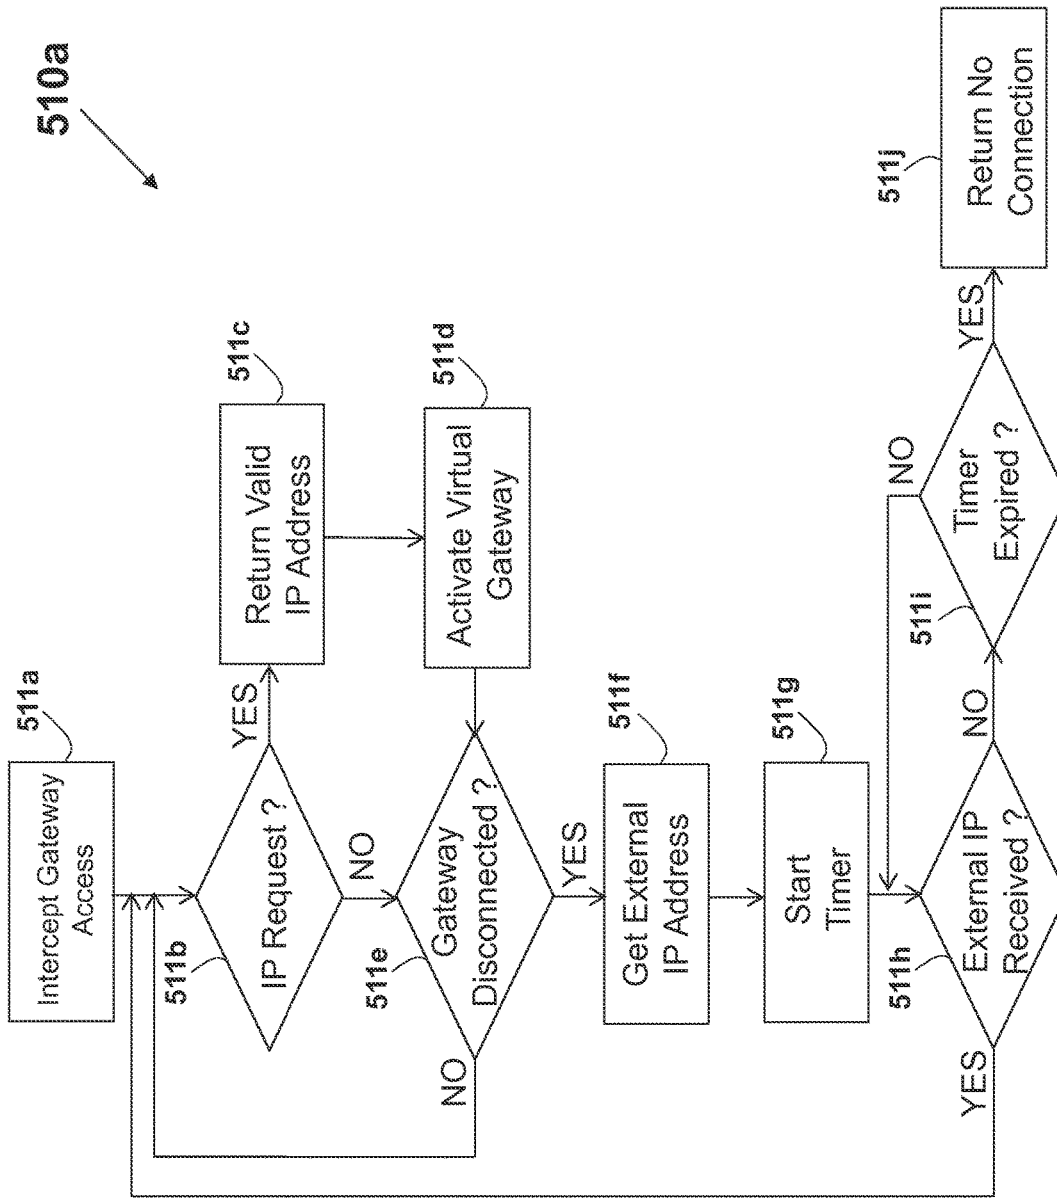 510a
511a
Intercept Gateway
Access
511b
IP Request ?
YES
NO
511c
Return Valid
IP Address
511d
Activate Virtual
Gateway
511e
Gateway
Disconnected ?
NO
YES
511f
Get External
IP Address
511g
Start
Timer
511h
External IP
Received ?
YES
NO
511i
Timer
Expired ?
NO
YES
511j
Return No
Connection